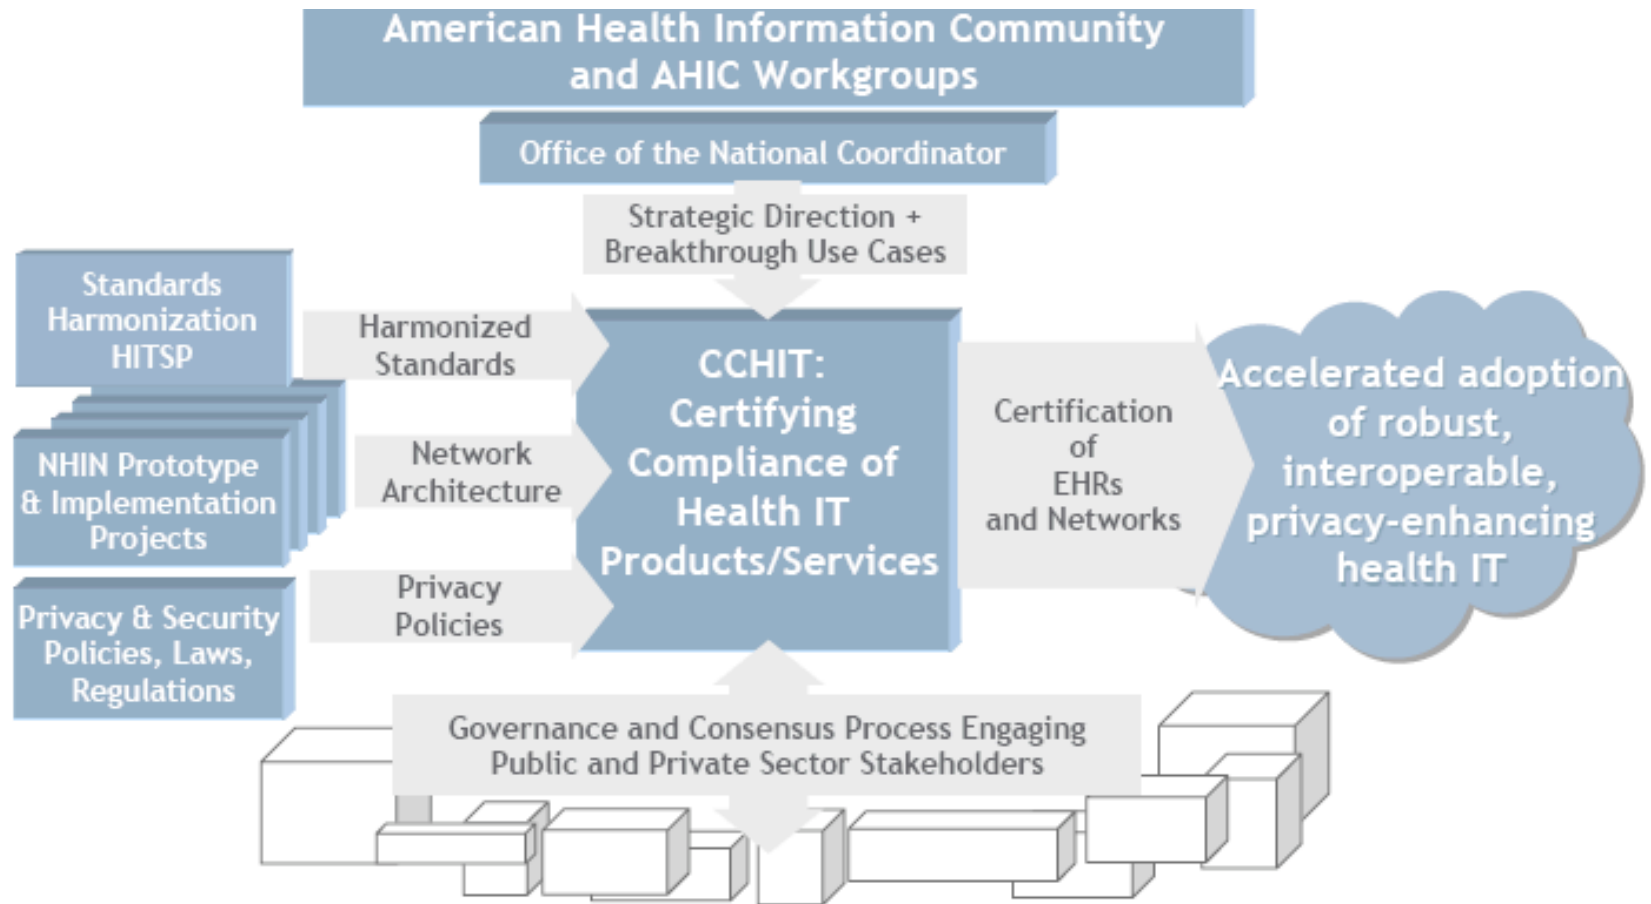 American Health Information Community
and AHIC Workgroups
Office of the National Coordinator
Strategic Direction +
Breakthrough Use Cases
Standards
Harmonization
HITSP
Harmonized
Standards
NHIN Prototype
& Implementation
Projects
Network
Architecture
Privacy & Security
Policies, Laws,
Regulations
Privacy
Policies
CCHIT:
Certifying
Compliance of
Health IT
Products/Services
Certification
of
EHRs
and Networks
Accelerated adoption
of robust,
interoperable,
privacy-enhancing
health IT
Governance and Consensus Process Engaging
Public and Private Sector Stakeholders